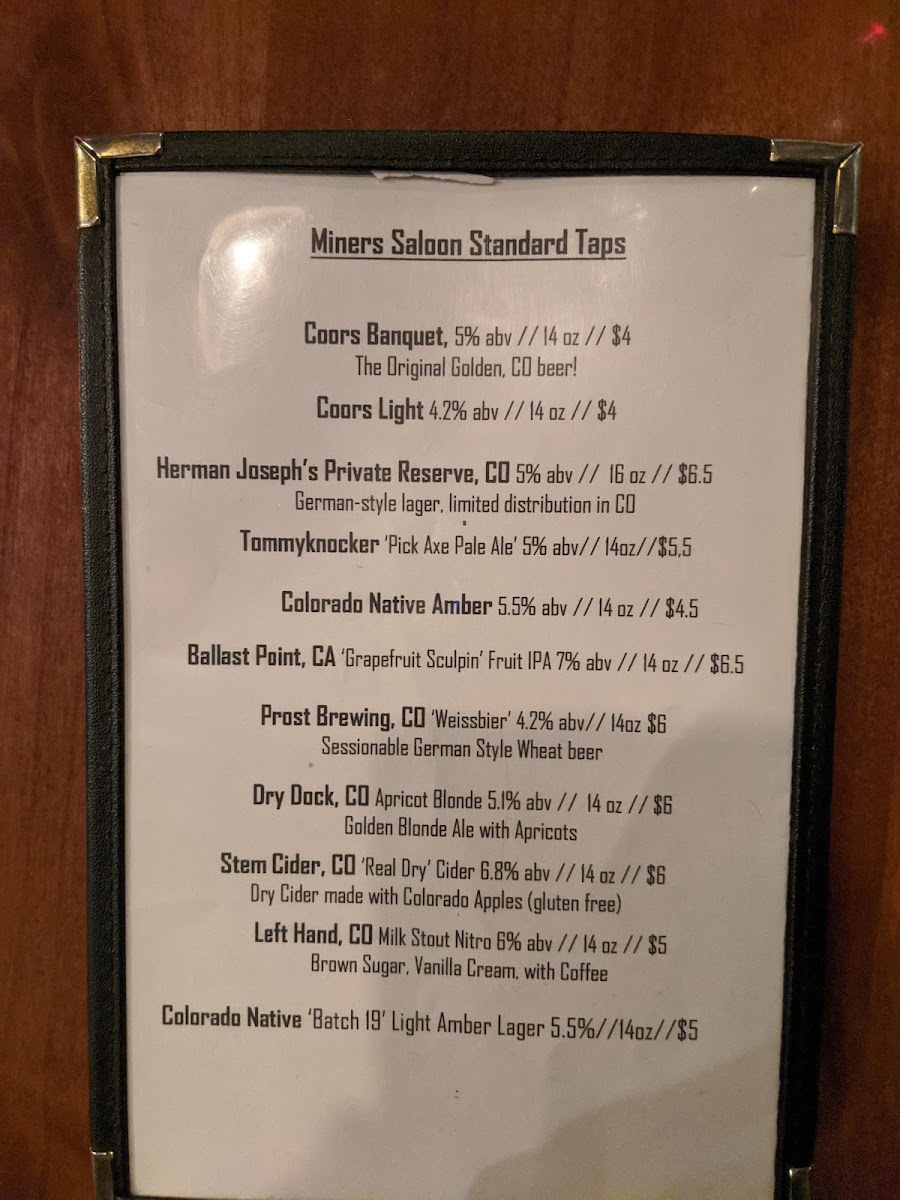 Miners Saloon Standard Taps
Coors Banquet, 5% abv // 14 oz // $4
The Original Golden, CO beer!
Coors Light 4.2% abv // 14 oz // $4
Herman Joseph's Private Reserve, CO 5% abv // 16 oz // $6.5
German-style lager, limited distribution in CO
Tommyknocker 'Pick Axe Pale Ale' 5% abv// 14oz//$5,5
Colorado Native Amber 5.5% abv // 14 oz // $4.5
Ballast Point, CA 'Grapefruit Sculpin' Fruit IPA 7% abv // 14 oz // $6.5
Prost Brewing, CO 'Weissbier' 4.2% abv// 14oz $6
Sessionable German Style Wheat beer
Dry Dock, CO Apricot Blonde 5.1% abv // 14 oz // $6
Golden Blonde Ale with Apricots
Stem Cider, CO 'Real Dry' Cider 6.8% abv // 14 oz // $6
Dry Cider made with Colorado Apples (gluten free)
Left Hand, CO Milk Stout Nitro 6% abv // 14 oz // $5
Brown Sugar, Vanilla Cream, with Coffee
Colorado Native 'Batch 19' Light Amber Lager 5.5%//14oz//$5